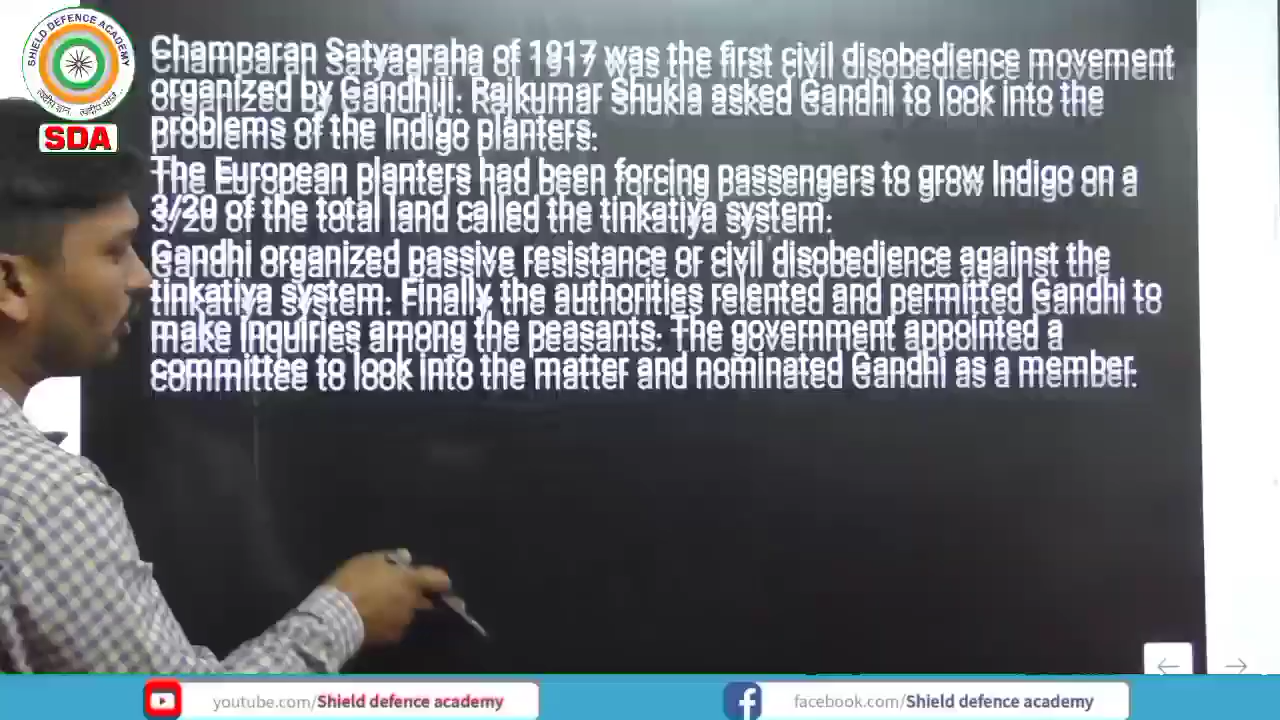 SHIELD DEFENCE ACADEMY
SDA
Champaran Satyagraha of 1917 was the first civil disobedience movement
organized by Gandhiji. Rajkumar Shukla asked Gandhi to look into the
problems of the Indigo planters.
The European planters had been forcing passengers to grow Indigo on a
3/20 of the total land called the tinkatiya system.
Gandhi organized passive resistance or civil disobedience against the
tinkatiya system. Finally, the authorities relented and permitted Gandhi to
make Inquiries among the peasants. The government appointed a
committee to look into the matter and nominated Gandhi as a member.
youtube.com/Shield defence academy
facebook.com/Shield defence academy